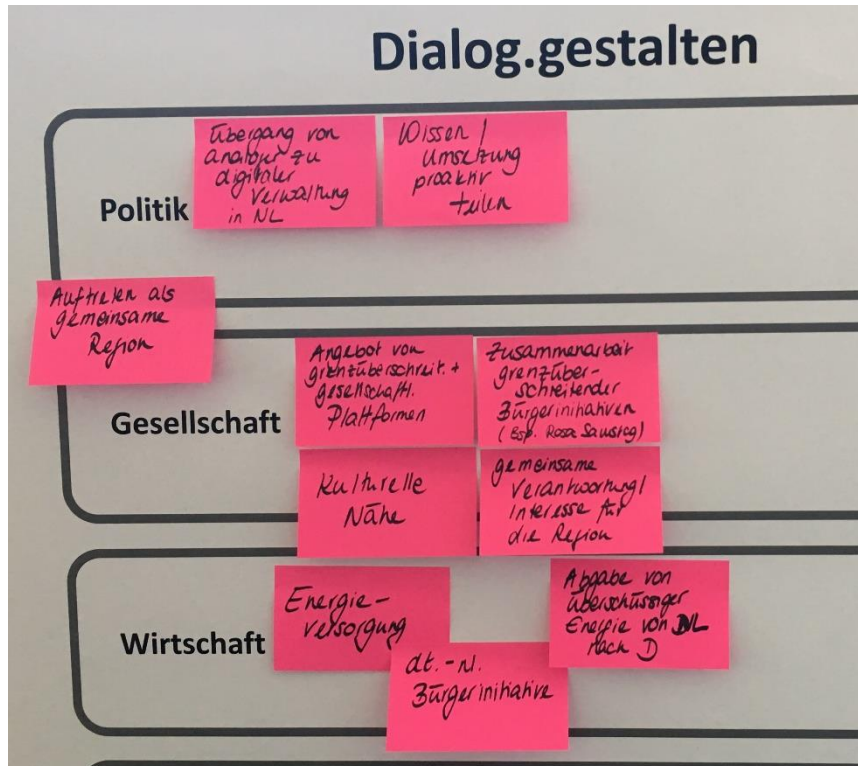 Dialog.gestalten
Politik
Übergang von
analoger zu
digitaler
Verwaltung
in NL
Wissen /
Umsetzung
proaktiv
teilen
Auftreten als
gemeinsame
Region
Gesellschaft
Angebot von
grenzüberschreit. +
gesellschaftl.
Plattformen
Zusammenarbeit
grenzüber-
schreitender
Bürgerinitiativen
(Bsp. Rosa Samstag)
Kulturelle
Nähe
gemeinsame
Verantwortung/
Interesse für
die Region
Wirtschaft
Energie-
versorgung
dt.-nl.
Bürgerinitiative
Abgabe von
überschüssiger
Energie von NL
nach D